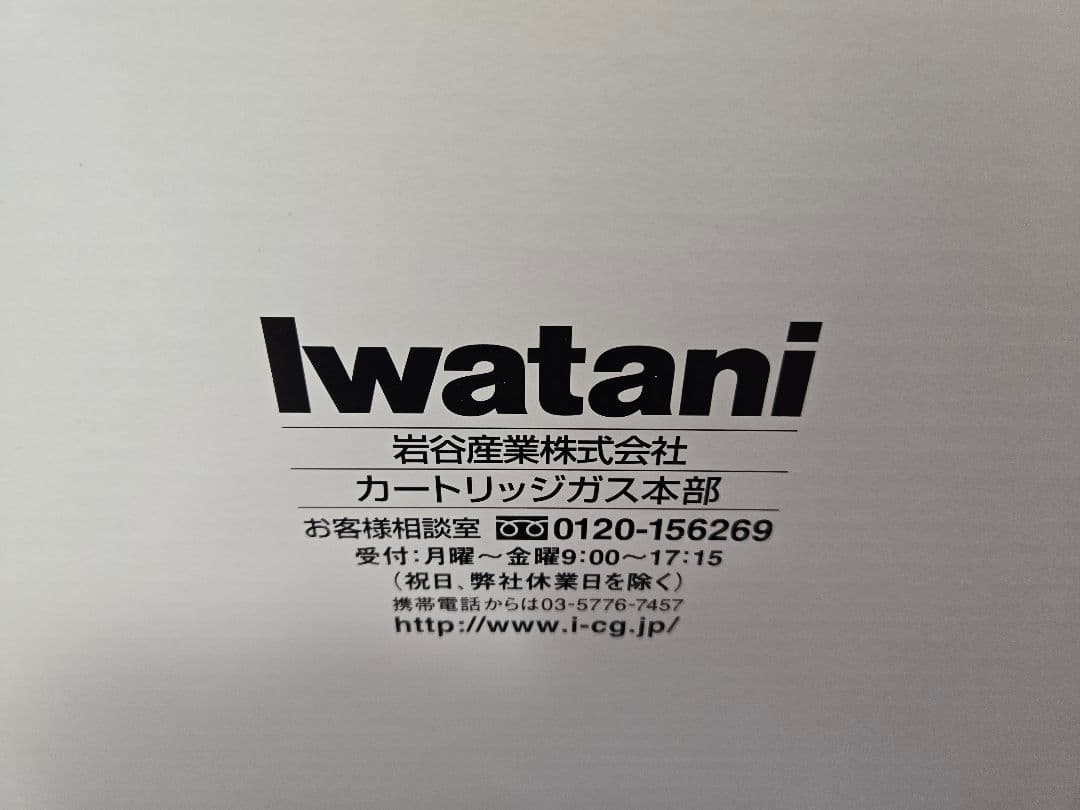 Iwatani
岩谷産業株式会社
カートリッジガス本部
お客様相談室 0120-156269
受付:月曜～金曜9:00～17:15
(祝日、弊社休業日を除く)
携帯電話からは03-5776-7457
http://www.i-cg.jp/